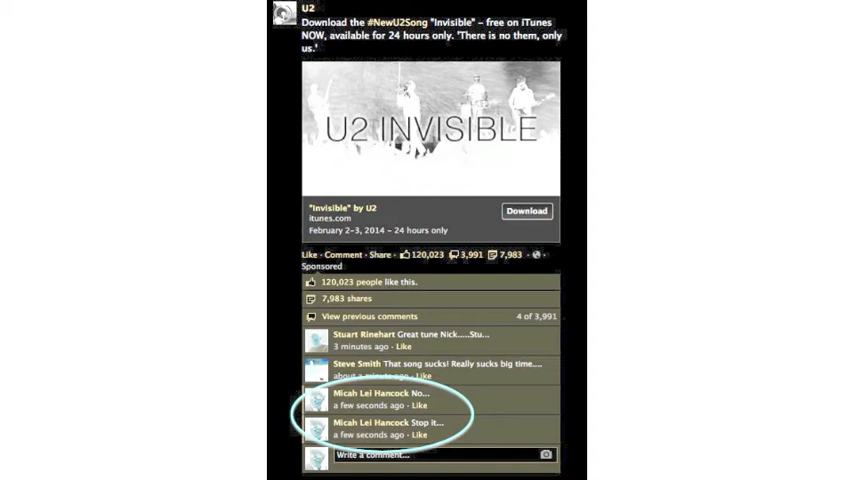 U2
Download the #NewU2Song "Invisible" – free on iTunes
NOW, available for 24 hours only. 'There is no them, only
us.'
U2 INVISIBLE
"Invisible" by U2
itunes.com
Download
February 2–3, 2014 – 24 hours only
Like · Comment · Share · 120,023 3,991 7,983 ·
Sponsored
120,023 people like this.
7,983 shares
View previous comments 4 of 3,991
Stuart Rinehart Great tune Nick.....Stu...
3 minutes ago · Like
Steve Smith That song sucks! Really sucks big time....
about a minute ago · Like
Micah Lei Hancock No...
a few seconds ago · Like
Micah Lei Hancock Stop it...
a few seconds ago · Like
Write a comment...